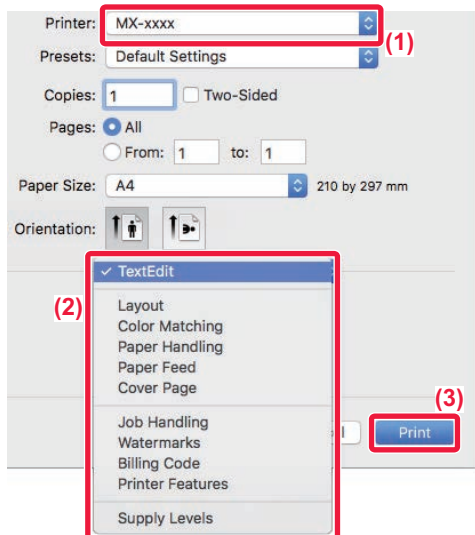 Printer: MX-xxxx
(1)
Presets: Default Settings
Copies: 1 Two-Sided
Pages: All
From: 1 to: 1
Paper Size: A4 210 by 297 mm
Orientation:
(2)
✓ TextEdit
Layout
Color Matching
Paper Handling
Paper Feed
Cover Page
Job Handling
Watermarks
Billing Code
Printer Features
Supply Levels
(3)
Print